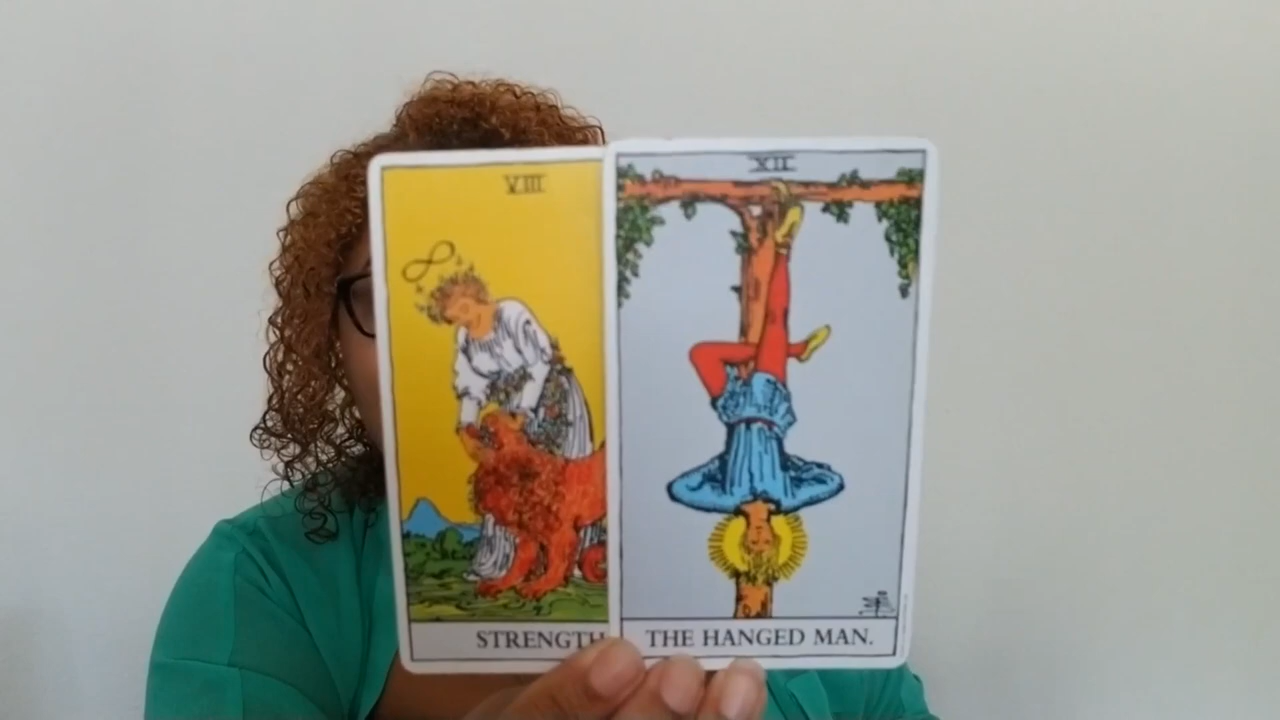 VIII
XII
STRENGTH
THE HANGED MAN.